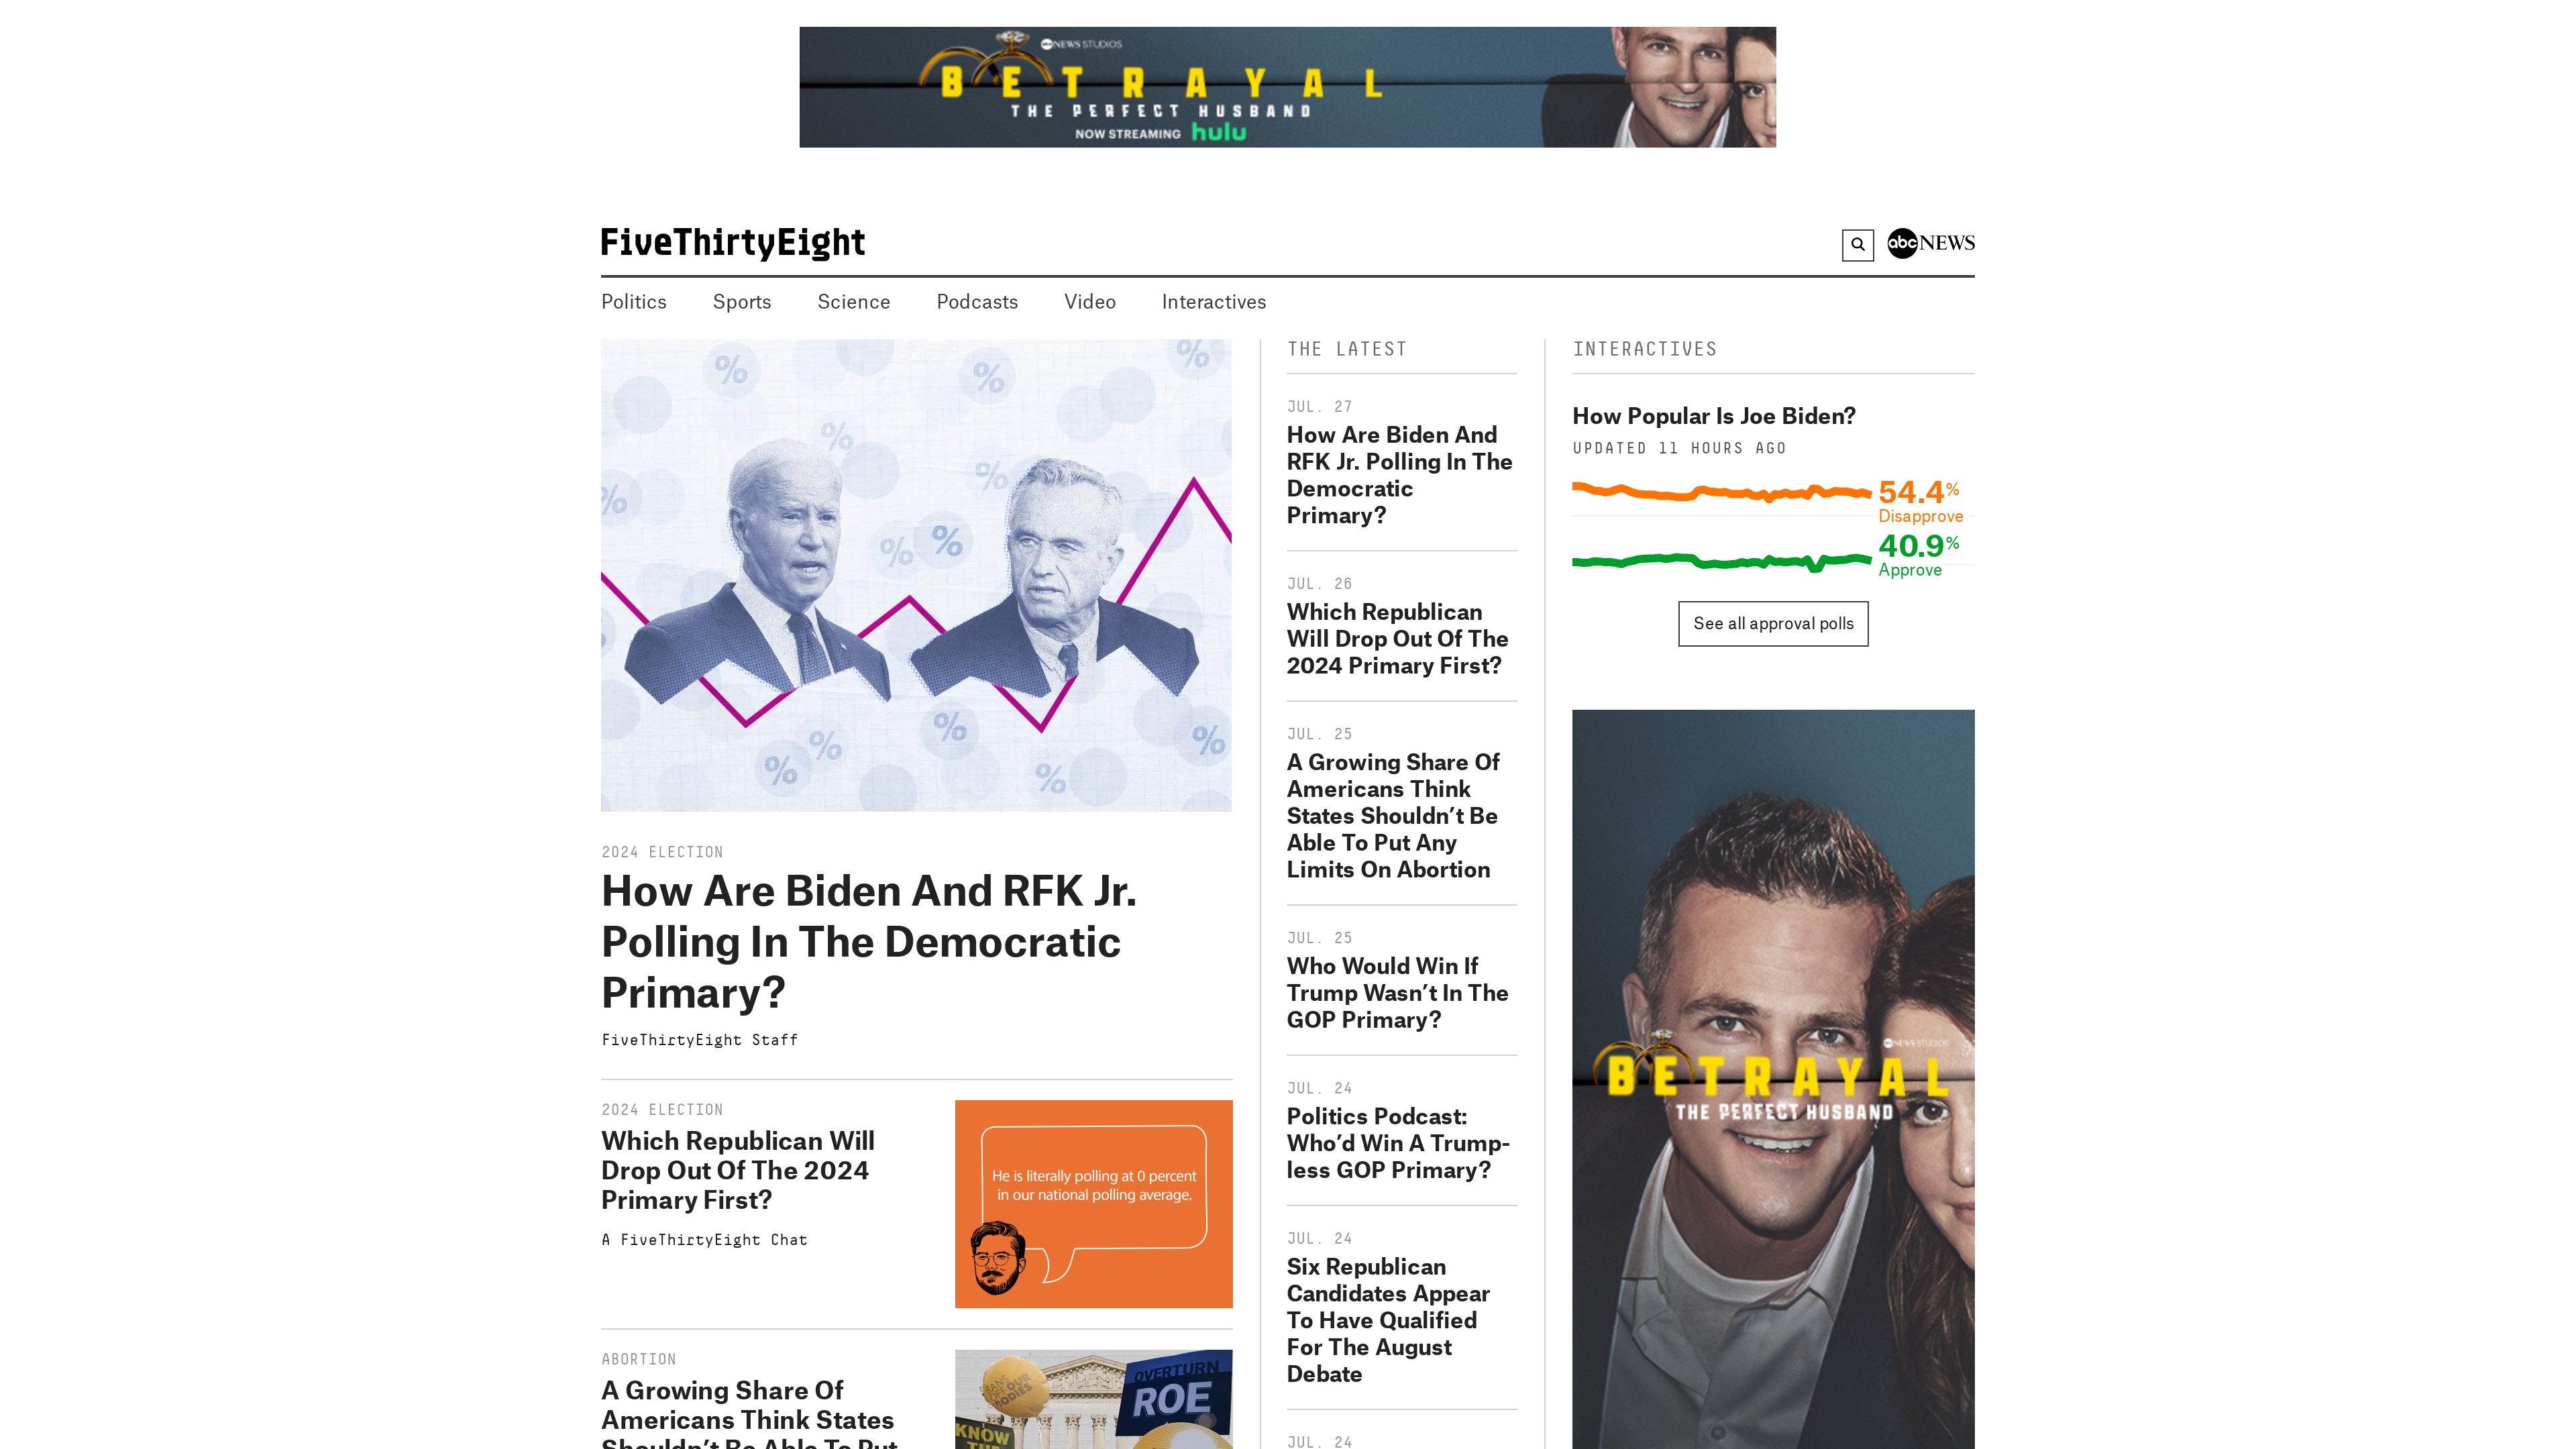 abc NEWS STUDIOS
BETRAYAL
THE PERFECT HUSBAND
NOW STREAMING hulu
FiveThirtyEight
abc NEWS
Politics Sports Science Podcasts Video Interactives
% % %
%
%
%
% %
%
%
%
%
%
2024 ELECTION
How Are Biden And RFK Jr.
Polling In The Democratic
Primary?
FiveThirtyEight Staff
2024 ELECTION
Which Republican Will
Drop Out Of The 2024
Primary First?
A FiveThirtyEight Chat
He is literally polling at 0 percent
in our national polling average.
ABORTION
A Growing Share Of
Americans Think States
Shouldn't Be Able To Put
BANS
OFF OUR
BODIES
OVERTURN
ROE
KNOW
THE LATEST
JUL. 27
How Are Biden And
RFK Jr. Polling In The
Democratic
Primary?
JUL. 26
Which Republican
Will Drop Out Of The
2024 Primary First?
JUL. 25
A Growing Share Of
Americans Think
States Shouldn't Be
Able To Put Any
Limits On Abortion
JUL. 25
Who Would Win If
Trump Wasn't In The
GOP Primary?
JUL. 24
Politics Podcast:
Who'd Win A Trump-
less GOP Primary?
JUL. 24
Six Republican
Candidates Appear
To Have Qualified
For The August
Debate
JUL. 24
INTERACTIVES
How Popular Is Joe Biden?
UPDATED 11 HOURS AGO
54.4%
Disapprove
40.9%
Approve
See all approval polls
abc NEWS STUDIOS
BETRAYAL
THE PERFECT HUSBAND